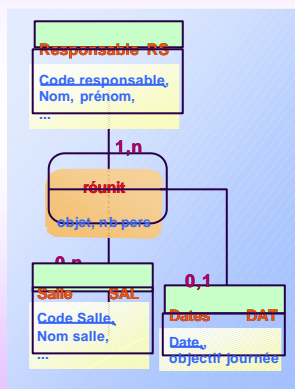 Responsable RS
Code responsable,
Nom, prénom,
...
1,n
réunit
objet, nb pers
0,n
0,1
Salle SAL
Code Salle,
Nom salle,
...
Dates DAT
Date,
objectif journée